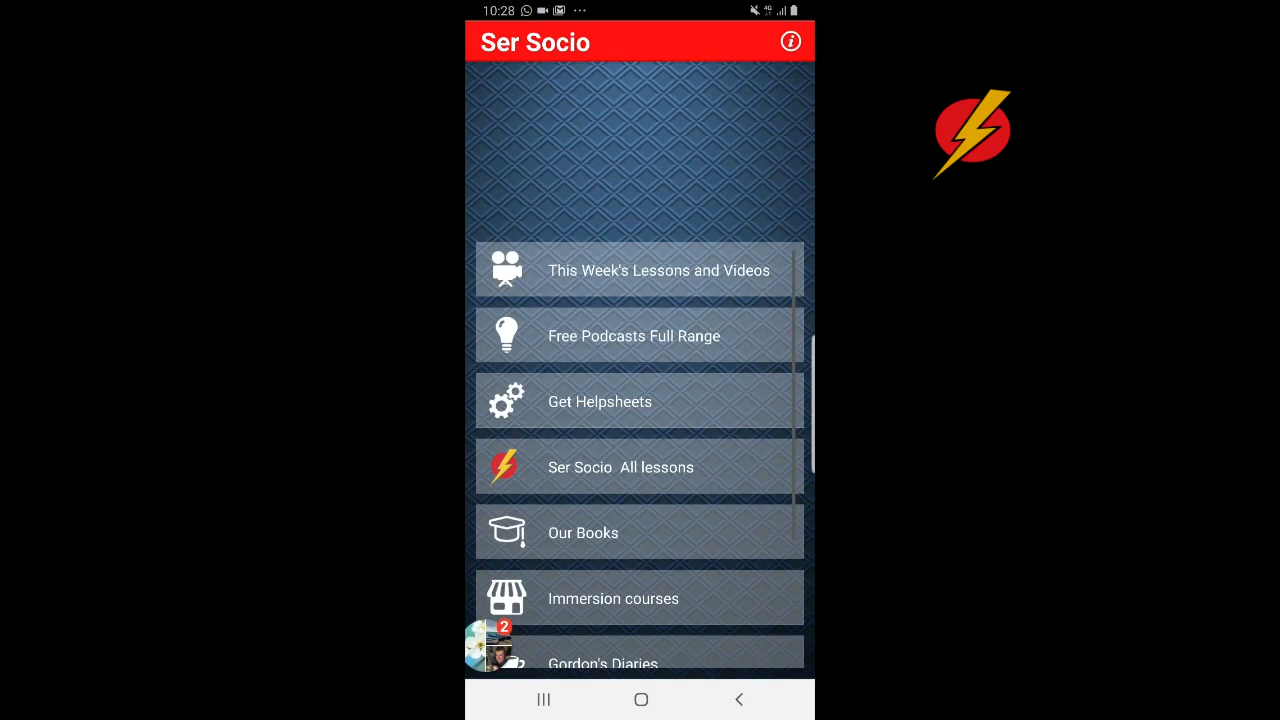 10:28
4G
Ser Socio
This Week's Lessons and Videos
Free Podcasts Full Range
Get Helpsheets
Ser Socio All lessons
Our Books
Immersion courses
2
Gordon's Diaries